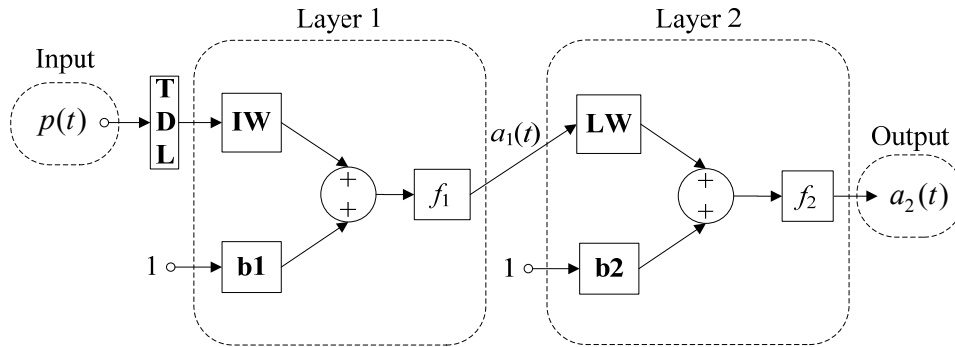 Layer 1
Layer 2
Input
Output
p(t)
T
D
L
IW
+
+
f₁
a₁(t)
LW
+
+
f₂
a₂(t)
1
b1
1
b2